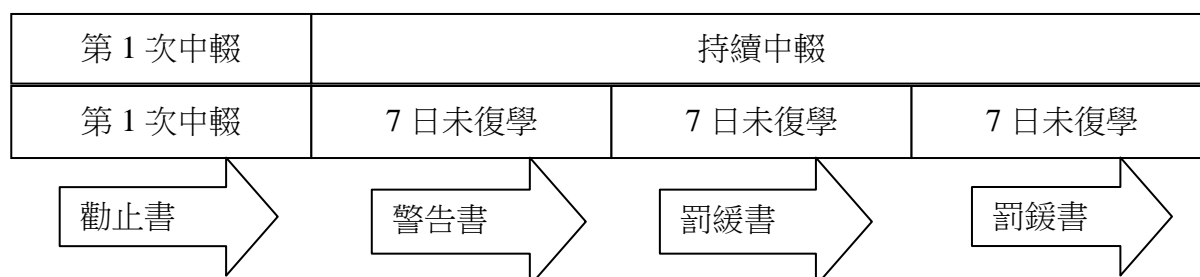 第 1 次中輟 持續中輟
第 1 次中輟 7 日未復學 7 日未復學 7 日未復學
勸止書 警告書 罰緩書 罰鍰書